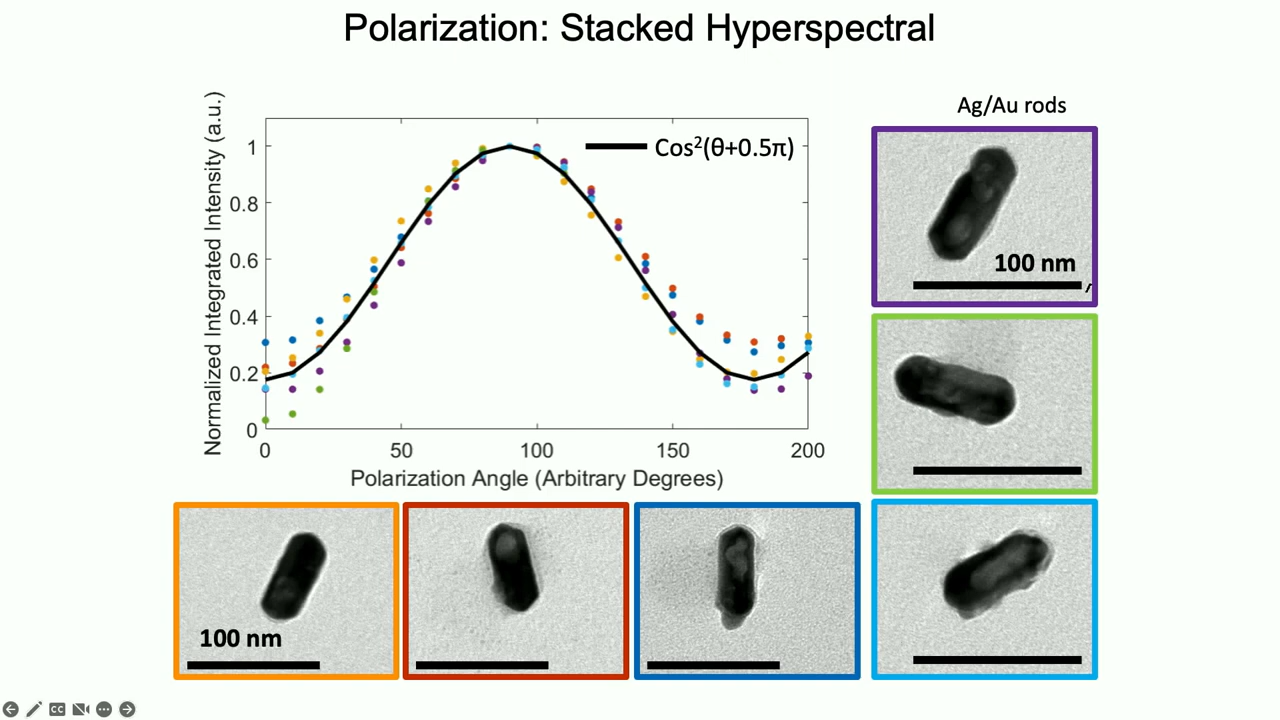 Polarization: Stacked Hyperspectral
Normalized Integrated Intensity (a.u.)
1
0.8
0.6
0.4
0.2
0
0 50 100 150 200
Polarization Angle (Arbitrary Degrees)
Cos²(θ+0.5π)
Ag/Au rods
100 nm
100 nm
CC